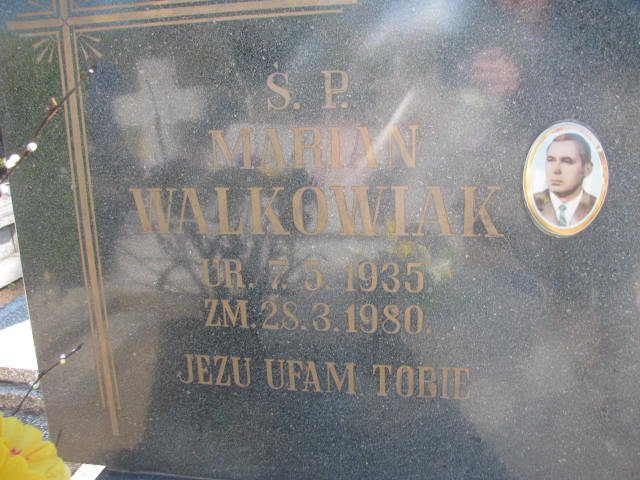 Ś. P.
MARIAN
WALKOWIAK
UR. 7. 5. 1935
ZM. 28.3.1980.
JEZU UFAM TOBIE